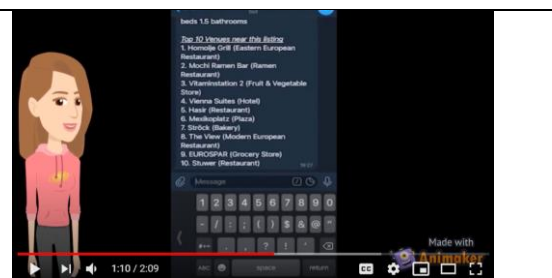 beds 1.5 bathrooms
Top 10 Venues near this listing
1. Homolje Grill (Eastern European
Restaurant)
2. Mochi Ramen Bar (Ramen
Restaurant)
3. Vitaminstation 2 (Fruit & Vegetable
Store)
4. Vienna Suites (Hotel)
5. Hasir (Restaurant)
6. Mexikoplatz (Plaza)
7. Ströck (Bakery)
8. The View (Modern European
Restaurant)
9. EUROSPAR (Grocery Store)
10. Stuwer (Restaurant)
Message
1 2 3 4 5 6 7 8 9 0
- / : ; ( ) $ & @ "
#+= . , ? ! '
ABC space return
Made with
Animaker
1:10 / 2:09
CC